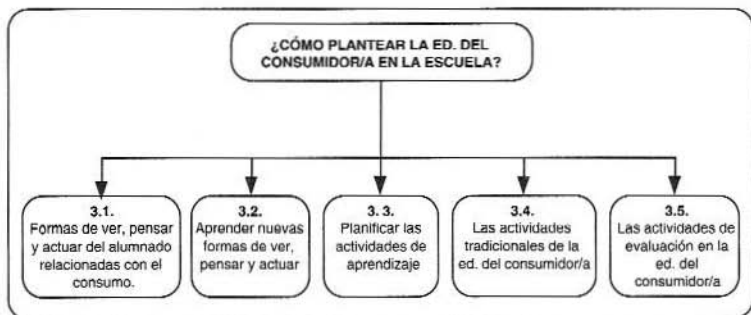 ¿CÓMO PLANTEAR LA ED. DEL
CONSUMIDOR/A EN LA ESCUELA?
3.1.
Formas de ver, pensar
y actuar del alumnado
relacionadas con el
consumo.
3.2.
Aprender nuevas
formas de ver,
pensar y actuar
3. 3.
Planificar las
actividades de
aprendizaje
3.4.
Las actividades
tradicionales de la
ed. del consumidor/a
3.5.
Las actividades de
evaluación en la
ed. del
consumidor/a